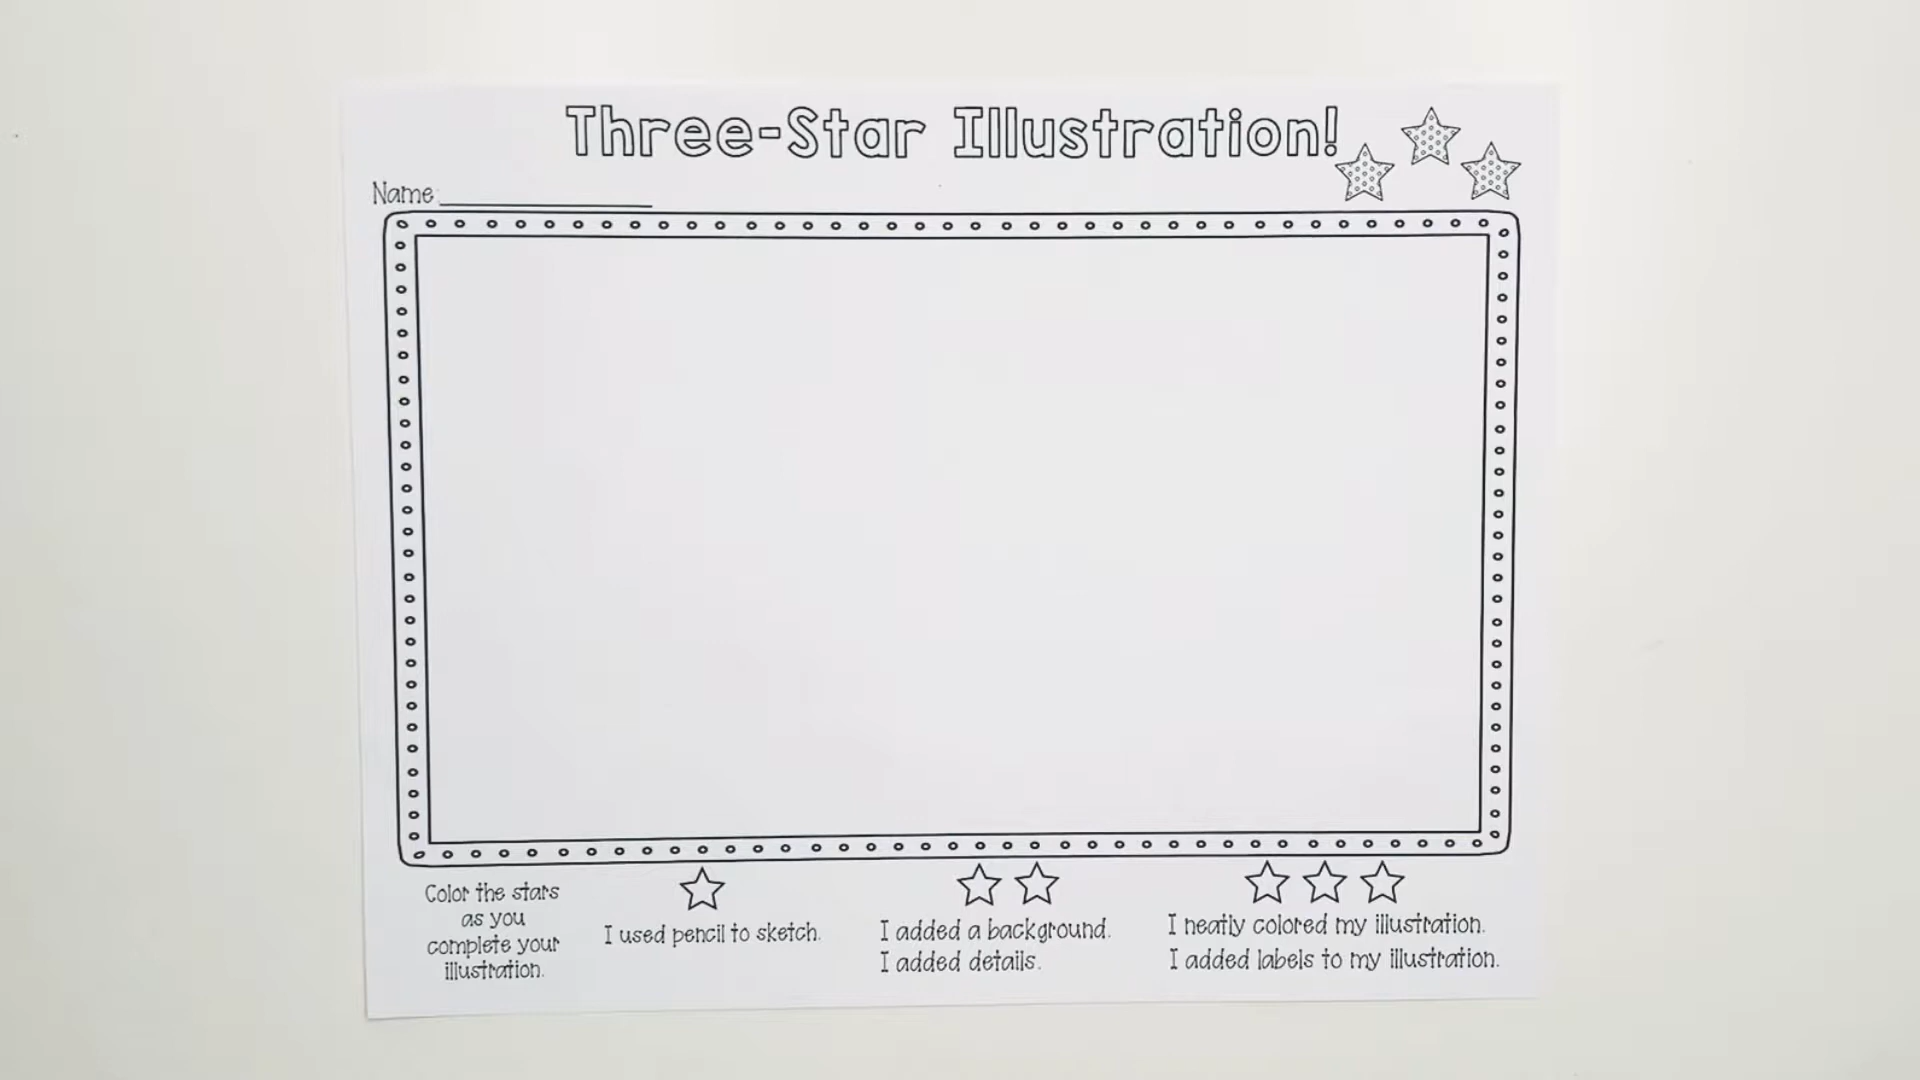 Three-Star Illustration!
Name
Color the stars
as you
complete your
illustration.
I used pencil to sketch.
I added a background.
I added details.
I neatly colored my illustration.
I added labels to my illustration.